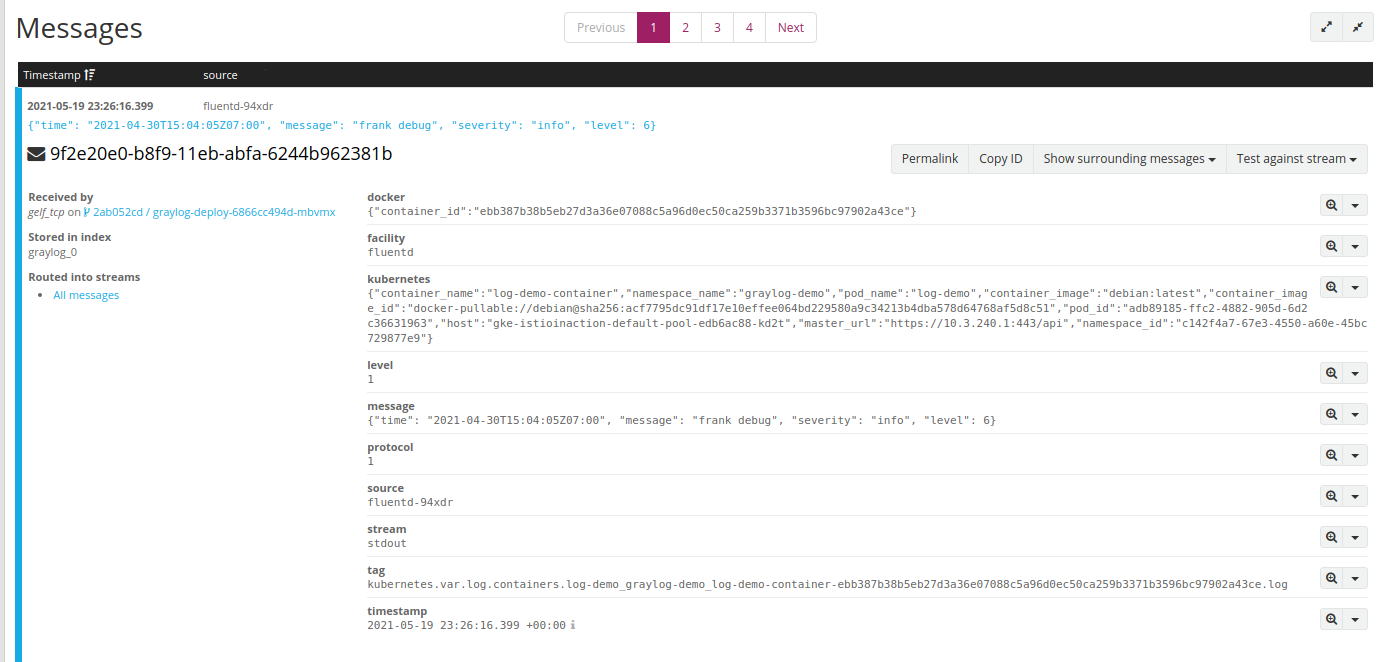 Messages
Previous 1 2 3 4 Next
Timestamp source
2021-05-19 23:26:16.399 fluentd-94xdr
{"time": "2021-04-30T15:04:05Z07:00", "message": "frank debug", "severity": "info", "level": 6}
9f2e20e0-b8f9-11eb-abfa-6244b962381b
Permalink Copy ID Show surrounding messages Test against stream
Received by
gelf_tcp on 2ab052cd / graylog-deploy-6866cc494d-mbvmx
Stored in index
graylog_0
Routed into streams
• All messages
docker
{"container_id":"ebb387b38b5eb27d3a36e07088c5a96d0ec50ca259b3371b3596bc97902a43ce"}
facility
fluentd
kubernetes
{"container_name":"log-demo-container","namespace_name":"graylog-demo","pod_name":"log-demo","container_image":"debian:latest","container_imag
e_id":"docker-pullable://debian@sha256:acf7795dc91df17e10effee064bd229580a9c34213b4dba578d64768af5d8c51","pod_id":"adb89185-ffc2-4882-905d-6d2
c36631963","host":"gke-istioinaction-default-pool-edb6ac88-kd2t","master_url":"https://10.3.240.1:443/api","namespace_id":"c142f4a7-67e3-4550-a60e-45bc
729877e9"}
level
1
message
{"time": "2021-04-30T15:04:05Z07:00", "message": "frank debug", "severity": "info", "level": 6}
protocol
1
source
fluentd-94xdr
stream
stdout
tag
kubernetes.var.log.containers.log-demo_graylog-demo_log-demo-container-ebb387b38b5eb27d3a36e07088c5a96d0ec50ca259b3371b3596bc97902a43ce.log
timestamp
2021-05-19 23:26:16.399 +00:00